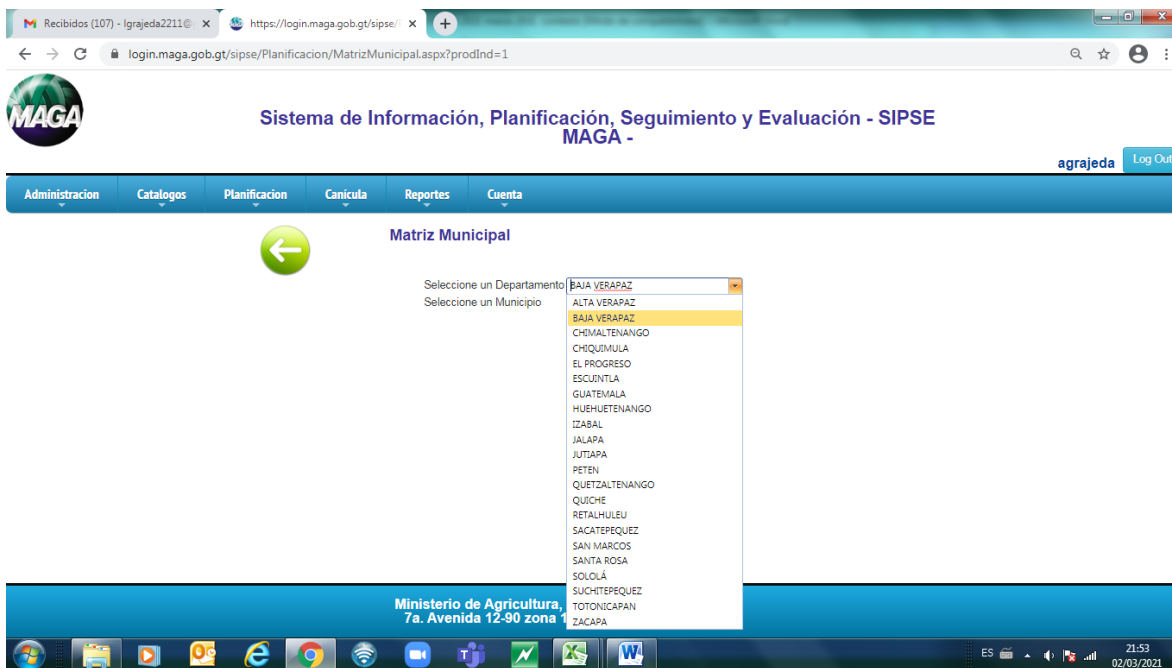 Recibidos (107) - lgrajeda2211@
https://login.maga.gob.gt/sipse/
login.maga.gob.gt/sipse/Planificacion/MatrizMunicipal.aspx?prodInd=1
MAGA
Sistema de Información, Planificación, Seguimiento y Evaluación - SIPSE
MAGA -
agrajeda
Log Out
Administracion Catalogos Planificacion Canícula Reportes Cuenta
Matriz Municipal
Seleccione un Departamento BAJA VERAPAZ
Seleccione un Municipio
ALTA VERAPAZ
BAJA VERAPAZ
CHIMALTENANGO
CHIQUIMULA
EL PROGRESO
ESCUINTLA
GUATEMALA
HUEHUETENANGO
IZABAL
JALAPA
JUTIAPA
PETEN
QUETZALTENANGO
QUICHE
RETALHULEU
SACATEPEQUEZ
SAN MARCOS
SANTA ROSA
SOLOLÁ
SUCHITEPEQUEZ
TOTONICAPAN
ZACAPA
Ministerio de Agricultura,
7a. Avenida 12-90 zona 1
ES
21:53
02/03/2021